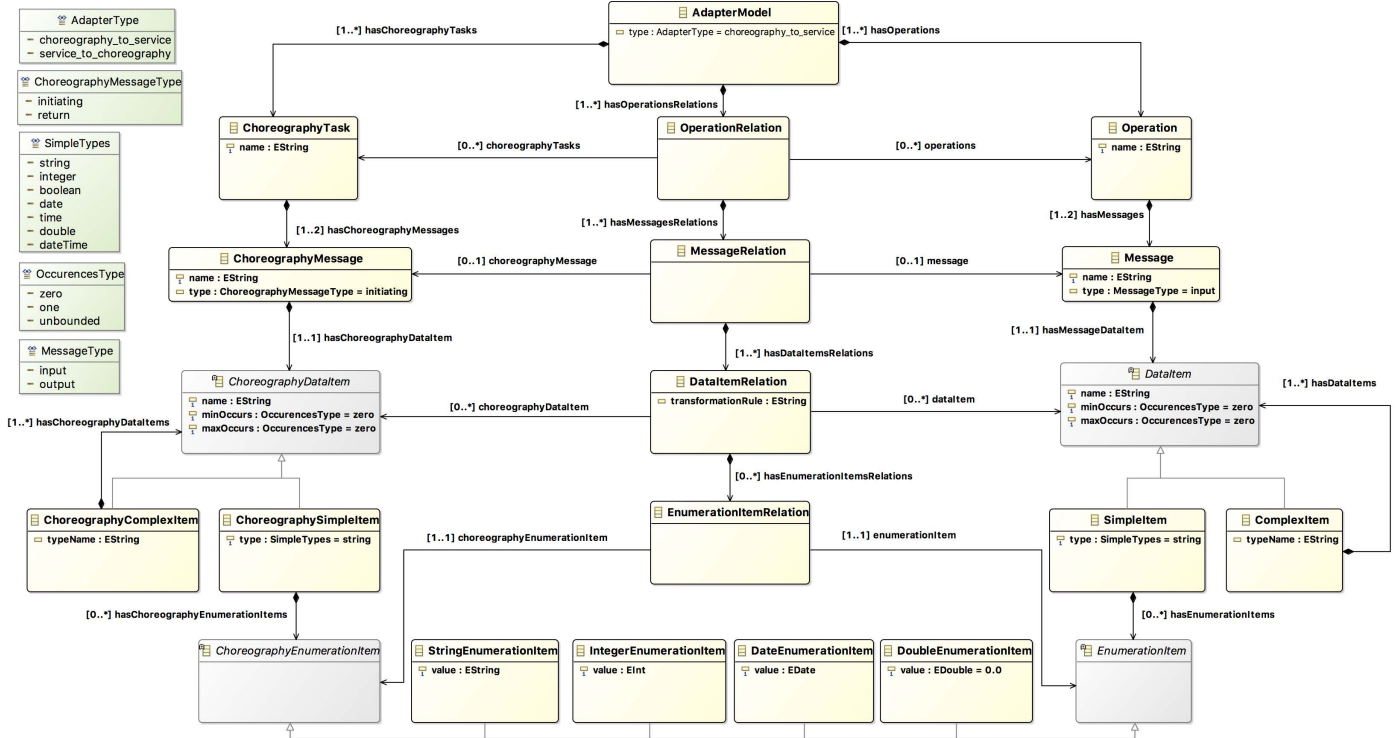 AdapterType
choreography_to_service
service_to_choreography
ChoreographyMessageType
initiating
return
SimpleTypes
string
integer
boolean
date
time
double
dateTime
OccurencesType
zero
one
unbounded
MessageType
input
output
AdapterModel
type : AdapterType = choreography_to_service
[1..*] hasChoreographyTasks
[1..*] hasOperations
[1..*] hasOperationsRelations
ChoreographyTask
name : EString
OperationRelation
Operation
name : EString
[0..*] choreographyTasks
[0..*] operations
[1..2] hasChoreographyMessages
[1..*] hasMessagesRelations
[1..2] hasMessages
ChoreographyMessage
name : EString
type : ChoreographyMessageType = initiating
MessageRelation
Message
name : EString
type : MessageType = input
[0..1] choreographyMessage
[0..1] message
[1..1] hasChoreographyDataItem
[1..*] hasDataItemsRelations
[1..1] hasMessageDataItem
ChoreographyDataItem
name : EString
minOccurs : OccurencesType = zero
maxOccurs : OccurencesType = zero
DataItemRelation
transformationRule : EString
DataItem
name : EString
minOccurs : OccurencesType = zero
maxOccurs : OccurencesType = zero
[1..*] hasDataItems
[0..*] choreographyDataItem
[0..*] dataItem
[1..*] hasChoreographyDataItems
[0..*] hasEnumerationItemsRelations
ChoreographyComplexItem
typeName : EString
ChoreographySimpleItem
type : SimpleTypes = string
EnumerationItemRelation
SimpleItem
type : SimpleTypes = string
ComplexItem
typeName : EString
[1..1] choreographyEnumerationItem
[1..1] enumerationItem
[0..*] hasChoreographyEnumerationItems
[0..*] hasEnumerationItems
ChoreographyEnumerationItem
StringEnumerationItem
value : EString
IntegerEnumerationItem
value : EInt
DateEnumerationItem
value : EDate
DoubleEnumerationItem
value : EDouble = 0.0
EnumerationItem